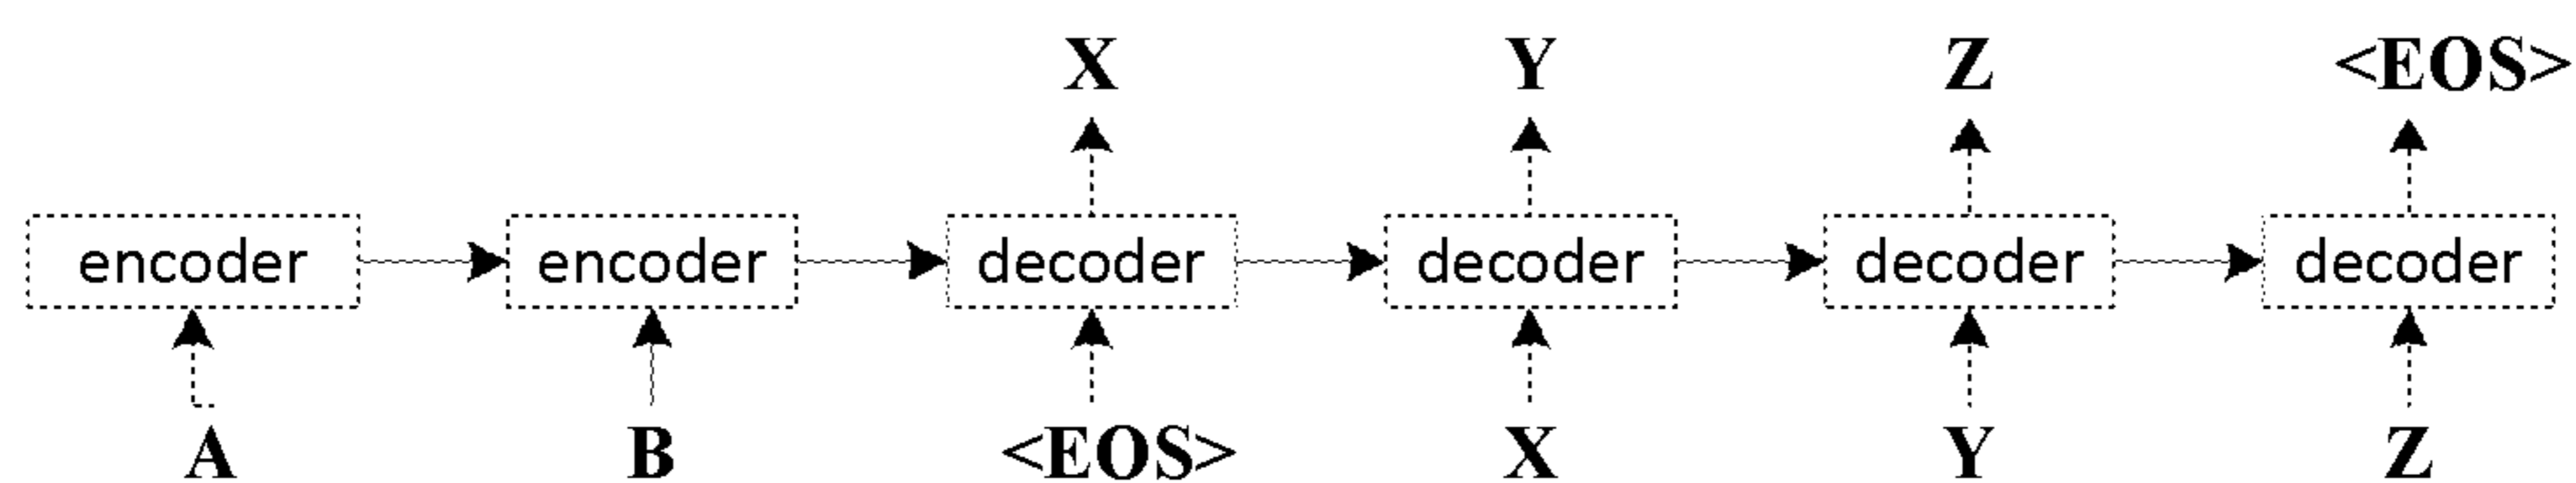 X Y Z <EOS>
encoder encoder decoder decoder decoder decoder
A B <EOS> X Y Z